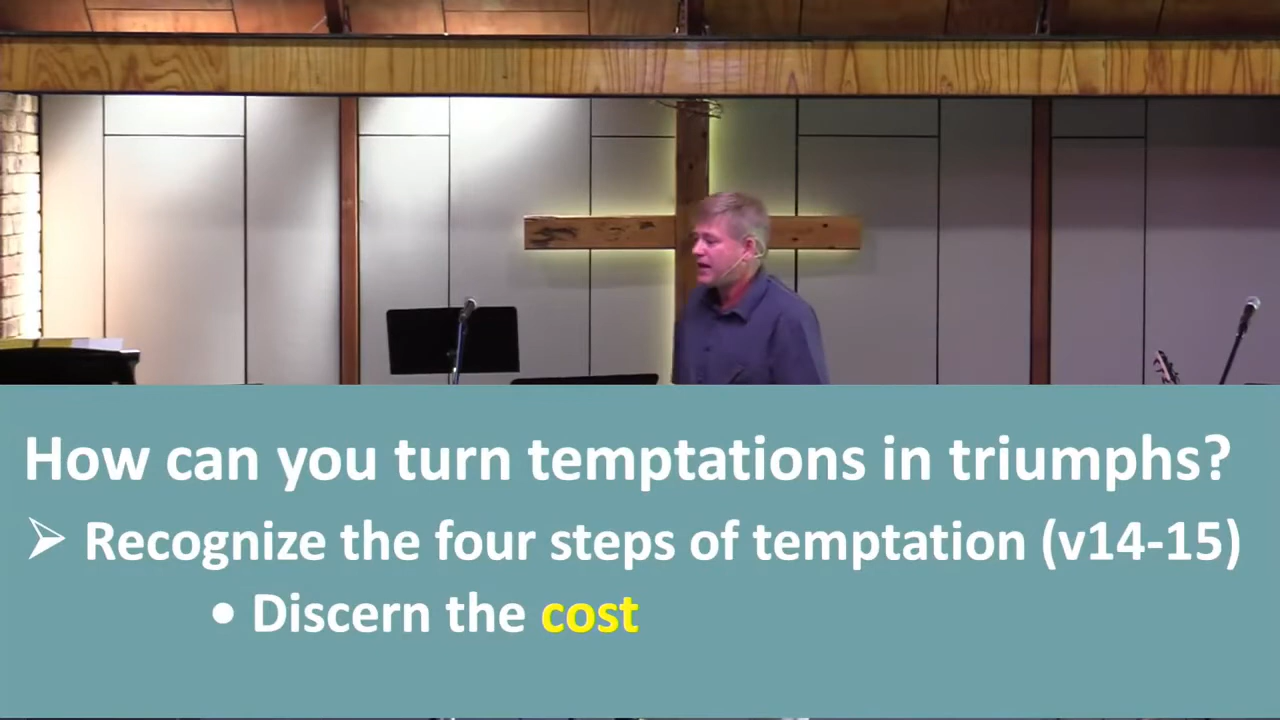 How can you turn temptations in triumphs?
➢ Recognize the four steps of temptation (v14-15)
• Discern the cost